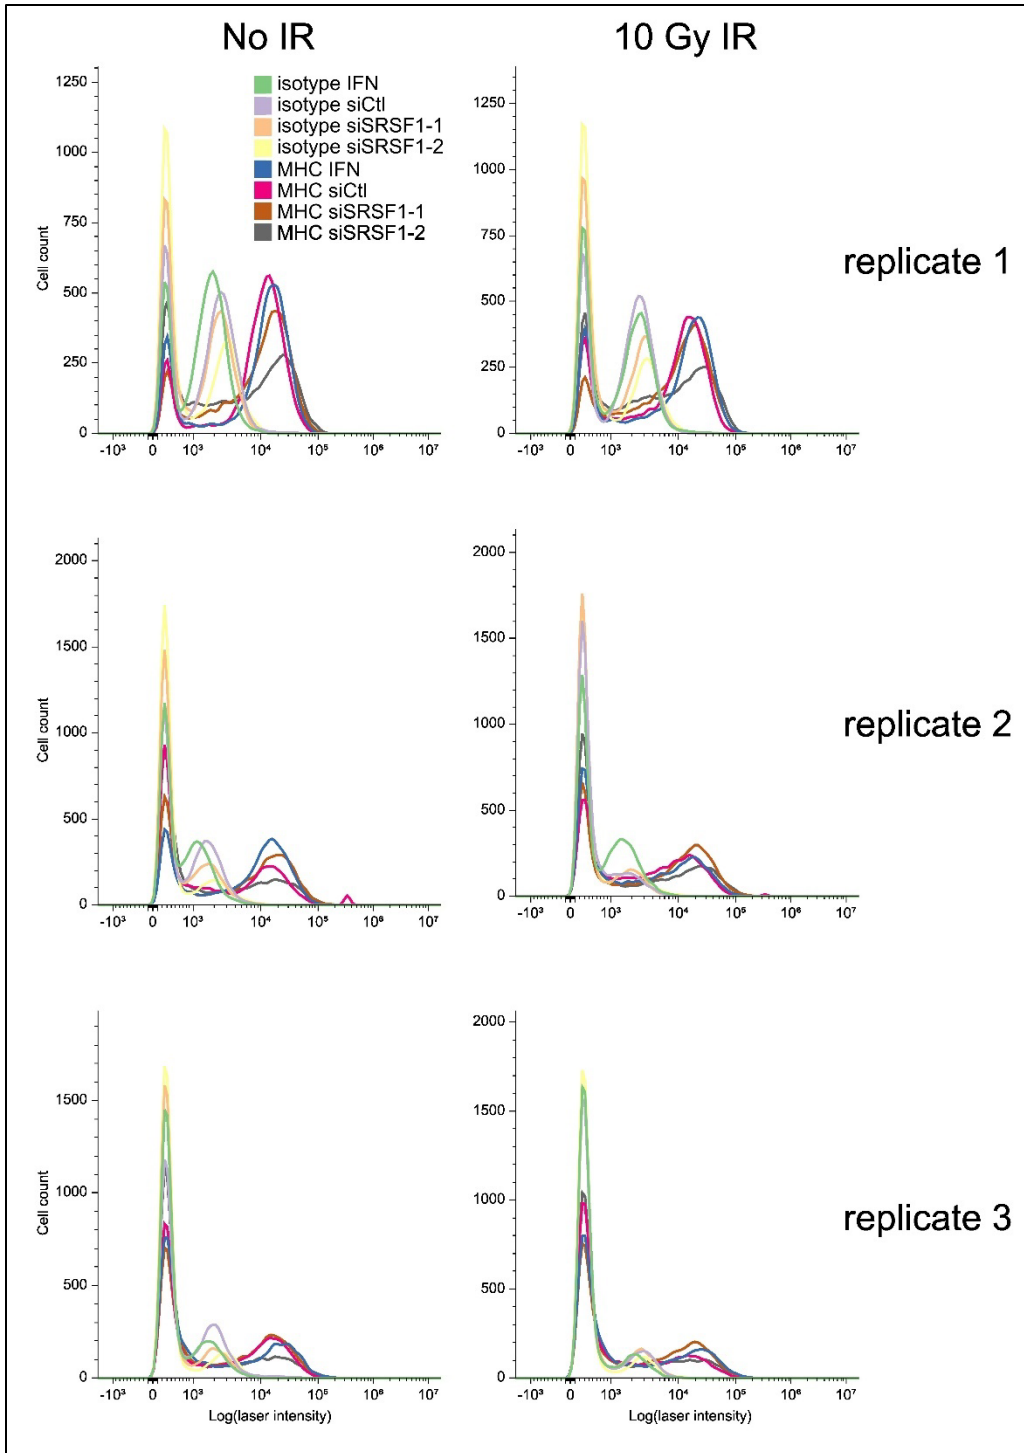 No IR
10 Gy IR
isotype IFN
isotype siCtl
isotype siSRSF1-1
isotype siSRSF1-2
MHC IFN
MHC siCtl
MHC siSRSF1-1
MHC siSRSF1-2
Cell count
1250
1000
750
500
250
0
-10³ 0 10³ 10⁴ 10⁵ 10⁶ 10⁷
1250
1000
750
500
250
0
-10³ 0 10³ 10⁴ 10⁵ 10⁶ 10⁷
replicate 1
Cell count
2000
1500
1000
500
0
-10³ 0 10³ 10⁴ 10⁵ 10⁶ 10⁷
2000
1500
1000
500
0
-10³ 0 10³ 10⁴ 10⁵ 10⁶ 10⁷
replicate 2
Cell count
1500
1000
500
0
-10³ 0 10³ 10⁴ 10⁵ 10⁶ 10⁷
Log(laser intensity)
2000
1500
1000
500
0
-10³ 0 10³ 10⁴ 10⁵ 10⁶ 10⁷
Log(laser intensity)
replicate 3